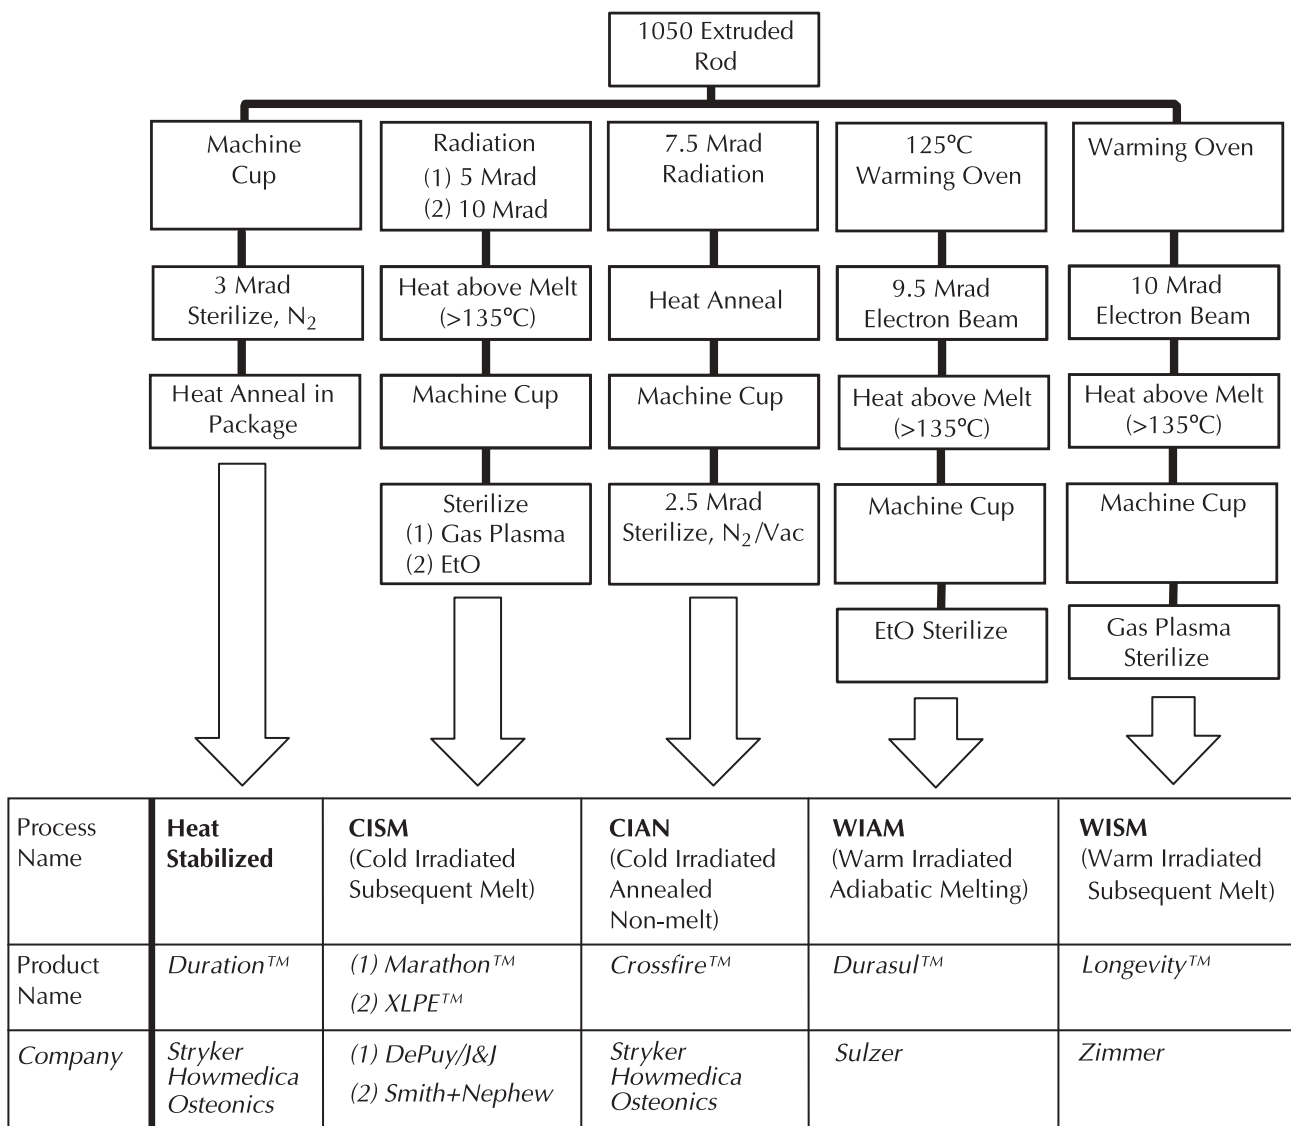 1050 Extruded
Rod
Machine
Cup
3 Mrad
Sterilize, N₂
Heat Anneal in
Package
Radiation
(1) 5 Mrad
(2) 10 Mrad
Heat above Melt
(>135°C)
Machine Cup
Sterilize
(1) Gas Plasma
(2) EtO
7.5 Mrad
Radiation
Heat Anneal
Machine Cup
2.5 Mrad
Sterilize, N₂/Vac
125°C
Warming Oven
9.5 Mrad
Electron Beam
Heat above Melt
(>135°C)
Machine Cup
EtO Sterilize
Warming Oven
10 Mrad
Electron Beam
Heat above Melt
(>135°C)
Machine Cup
Gas Plasma
Sterilize
Process
Name
Heat
Stabilized
CISM
(Cold Irradiated
Subsequent Melt)
CIAN
(Cold Irradiated
Annealed
Non-melt)
WIAM
(Warm Irradiated
Adiabatic Melting)
WISM
(Warm Irradiated
Subsequent Melt)
Product
Name
Duration™
(1) Marathon™
(2) XLPE™
Crossfire™
Durasul™
Longevity™
Company
Stryker
Howmedica
Osteonics
(1) DePuy/J&J
(2) Smith+Nephew
Stryker
Howmedica
Osteonics
Sulzer
Zimmer